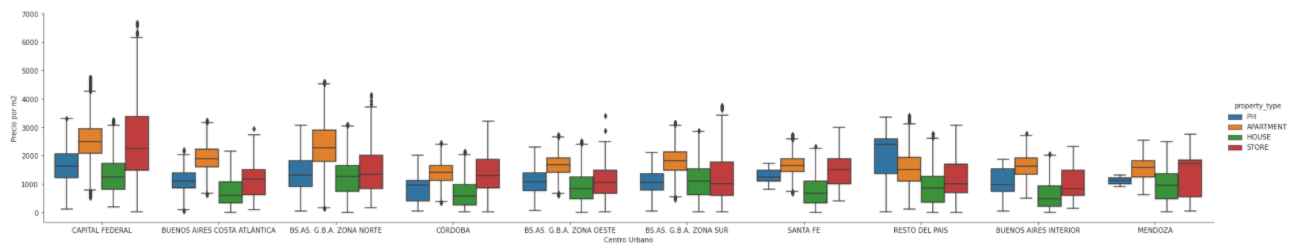 7000
6000
5000
4000
3000
2000
1000
0
Precio por m2
CAPITAL FEDERAL
BUENOS AIRES COSTA ATLÁNTICA
BS.AS. G.B.A. ZONA NORTE
CÓRDOBA
BS.AS. G.B.A. ZONA OESTE
BS.AS. G.B.A. ZONA SUR
SANTA FE
RESTO DEL PAIS
BUENOS AIRES INTERIOR
MENDOZA
Centro Urbano
property_type
PH
APARTMENT
HOUSE
STORE